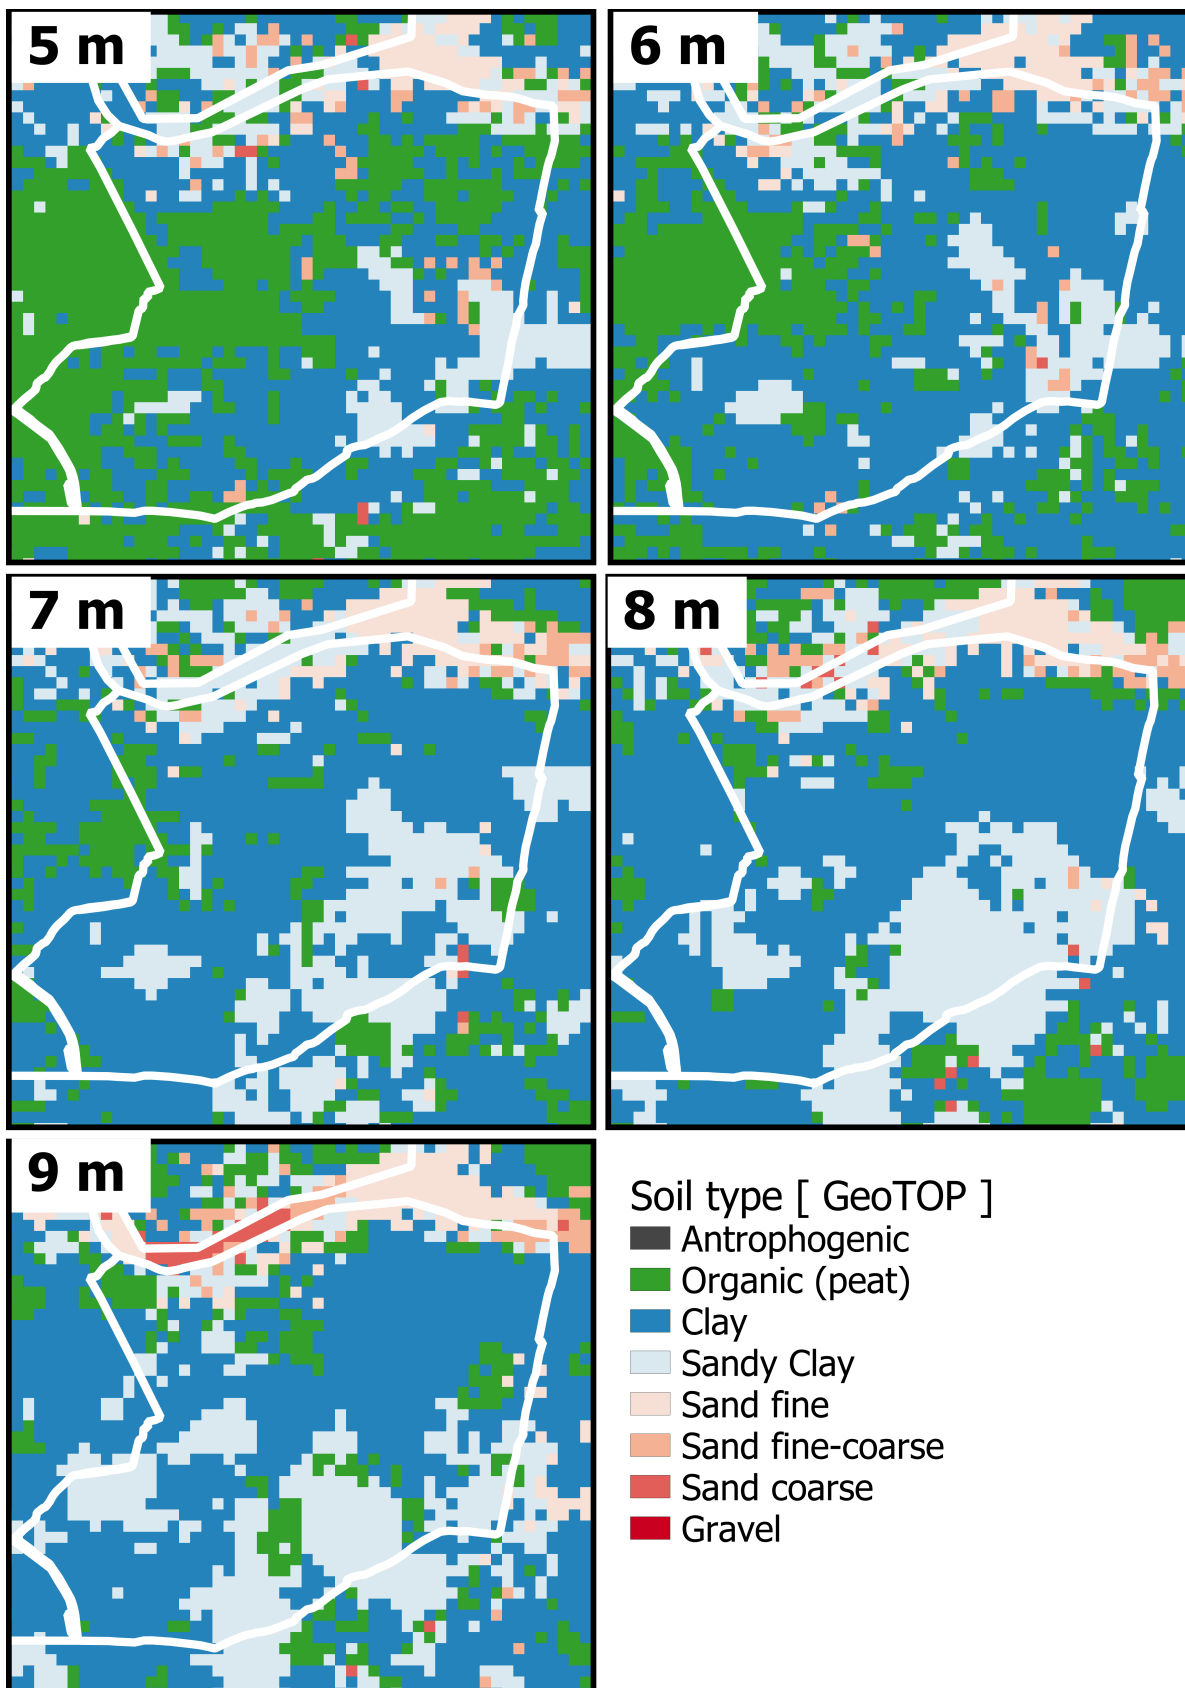 5 m
6 m
7 m
8 m
9 m
Soil type [ GeoTOP ]
Antrophogenic
Organic (peat)
Clay
Sandy Clay
Sand fine
Sand fine-coarse
Sand coarse
Gravel